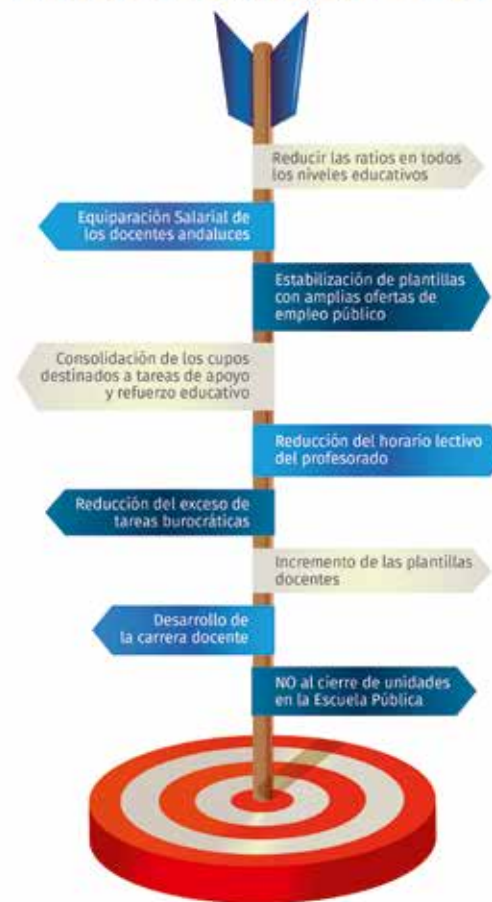 Reducir las ratios en todos
los niveles educativos
Equiparación Salarial de
los docentes andaluces
Estabilización de plantillas
con amplias ofertas de
empleo público
Consolidación de los cupos
destinados a tareas de apoyo
y refuerzo educativo
Reducción del horario lectivo
del profesorado
Reducción del exceso de
tareas burocráticas
Incremento de las plantillas
docentes
Desarrollo de
la carrera docente
NO al cierre de unidades
en la Escuela Pública